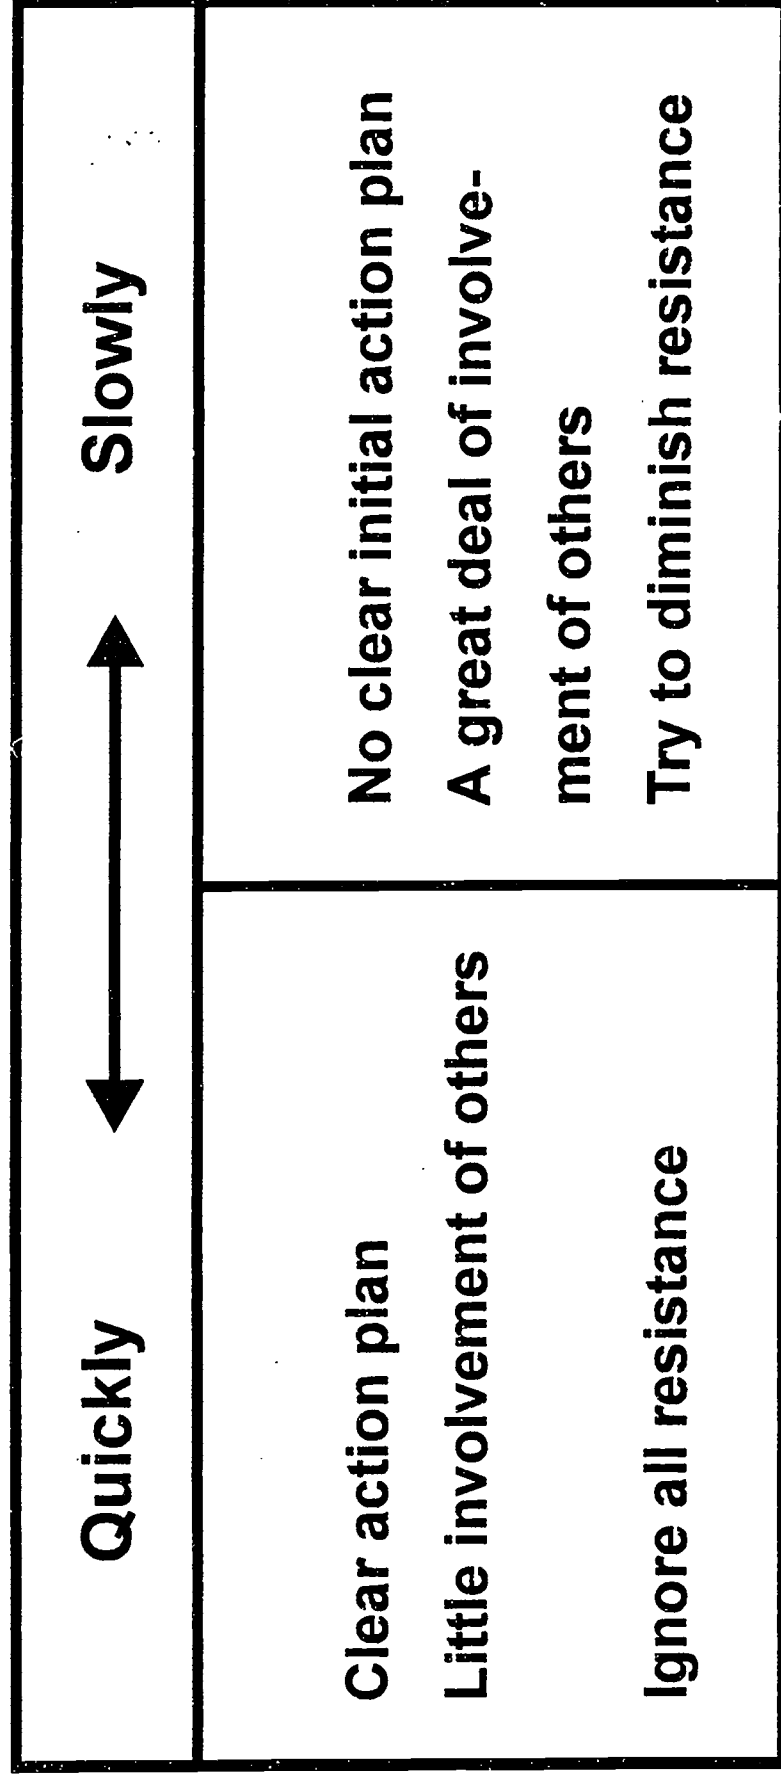 Quickly Slowly
Clear action plan
Little involvement of others
Ignore all resistance
No clear initial action plan
A great deal of involve-
ment of others
Try to diminish resistance